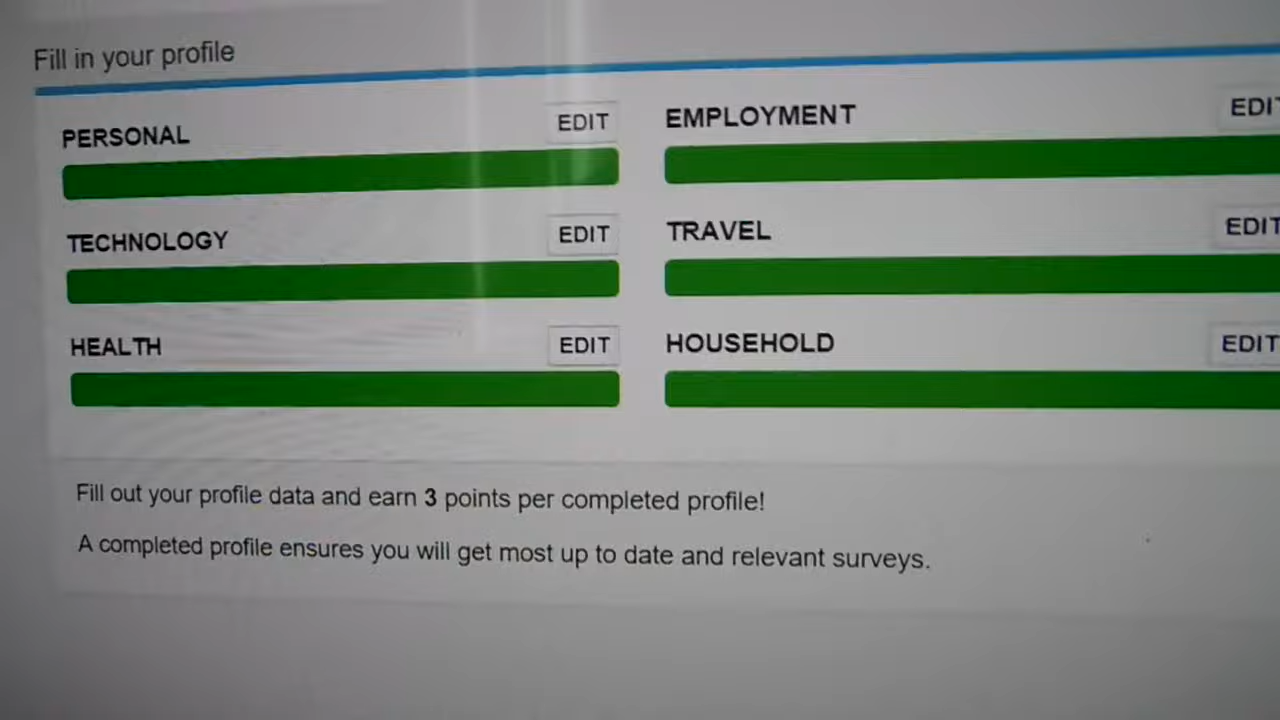 Fill in your profile
PERSONAL EDIT
EMPLOYMENT EDIT
TECHNOLOGY EDIT
TRAVEL EDIT
HEALTH EDIT
HOUSEHOLD EDIT
Fill out your profile data and earn 3 points per completed profile!
A completed profile ensures you will get most up to date and relevant surveys.